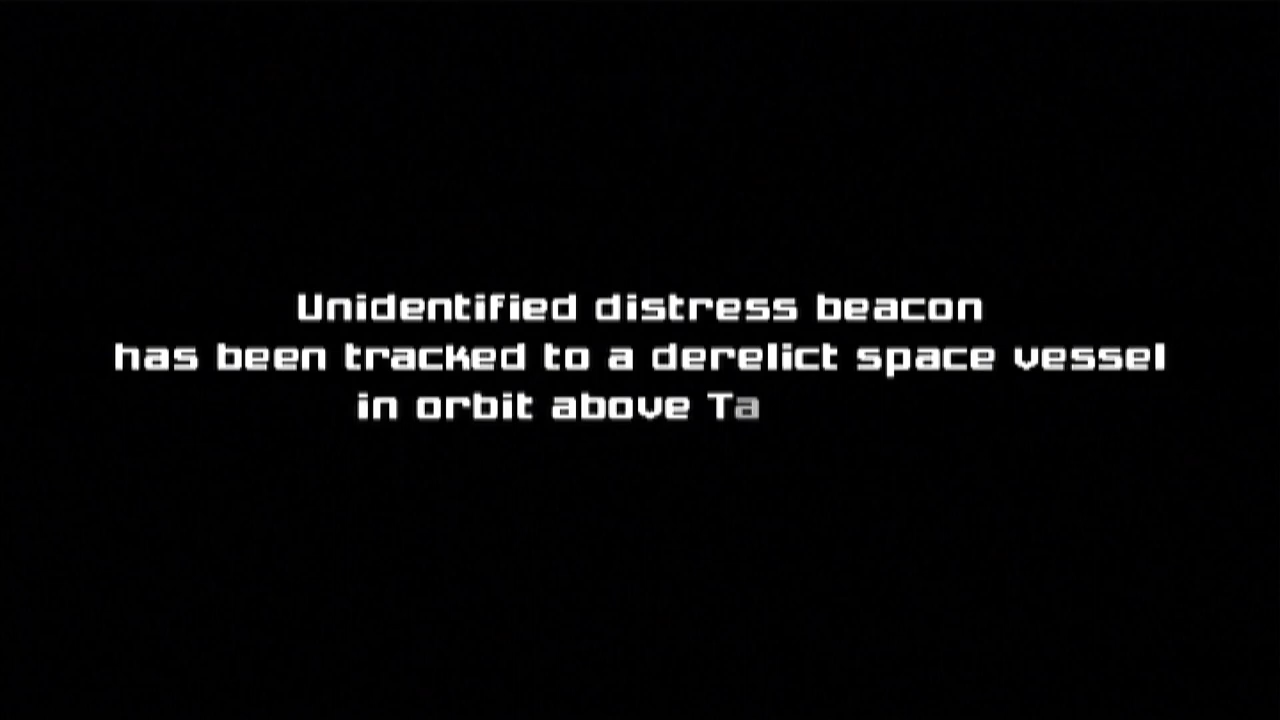 Unidentified distress beacon
has been tracked to a derelict space vessel
in orbit above Ta